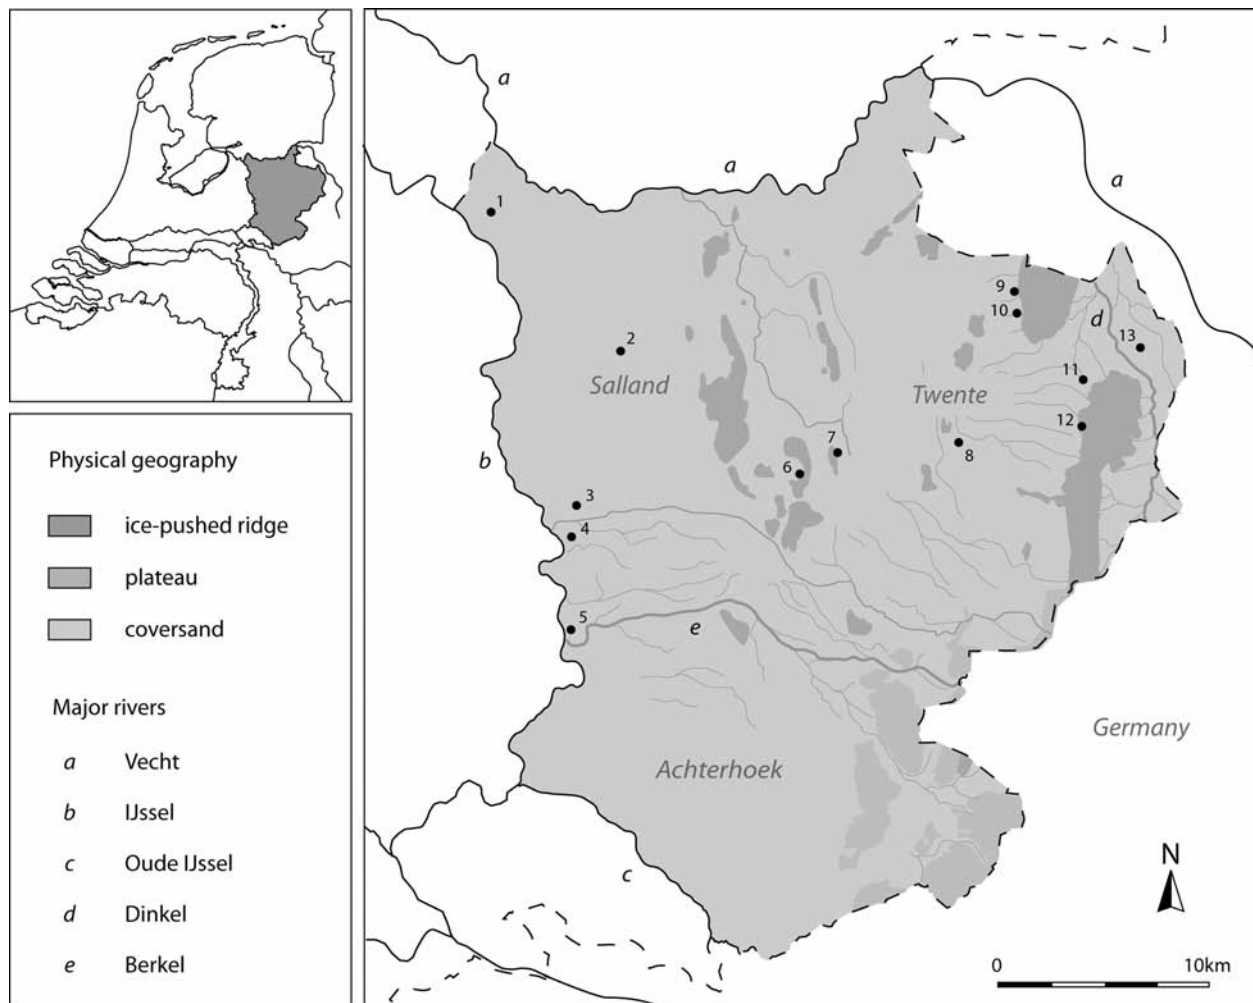 Physical geography
ice-pushed ridge
plateau
coversand
Major rivers
a Vecht
b IJssel
c Oude IJssel
d Dinkel
e Berkel
a
a
a
1
9
10
d
13
2
Salland
Twente
11
12
b
7
8
6
3
4
5
e
Germany
Achterhoek
c
N
0 10km